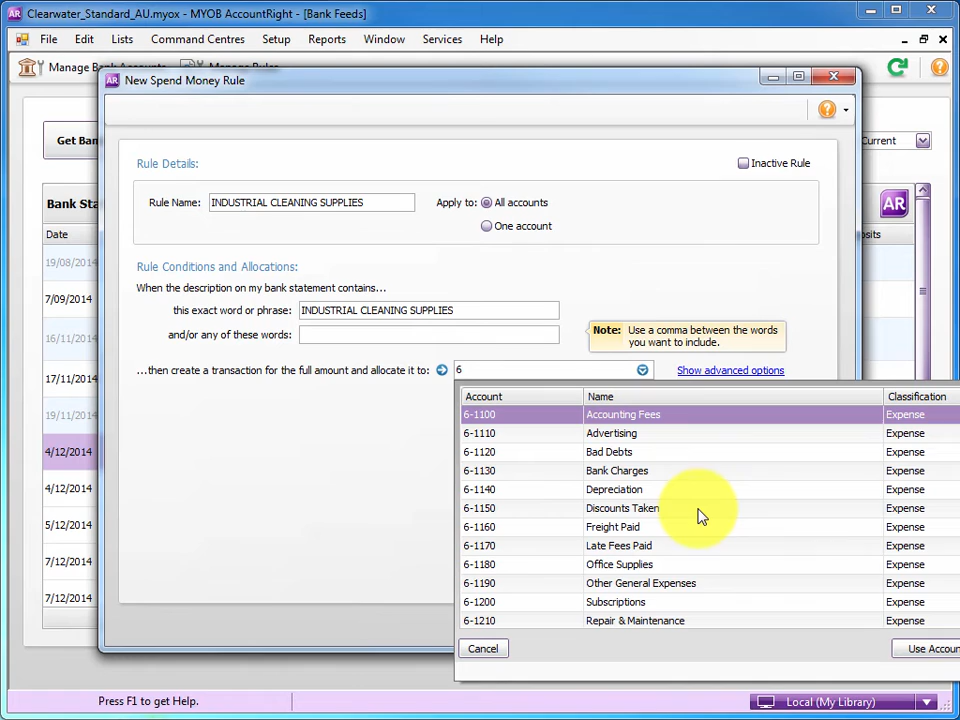 AR Clearwater_Standard_AU.myox - MYOB AccountRight - [Bank Feeds]
File Edit Lists Command Centres Setup Reports Window Services Help
Manage Bank Accounts Manage Rules
AR New Spend Money Rule
Get Ban
Current
Rule Details:
Inactive Rule
Rule Name: INDUSTRIAL CLEANING SUPPLIES Apply to: All accounts
One account
Bank Sta
AR
Date
osits
19/08/2014
7/09/2014
16/11/2014
17/11/2014
19/11/2014
4/12/2014
4/12/2014
5/12/2014
7/12/2014
7/12/2014
Rule Conditions and Allocations:
When the description on my bank statement contains...
this exact word or phrase: INDUSTRIAL CLEANING SUPPLIES
and/or any of these words:
Note: Use a comma between the words
you want to include.
...then create a transaction for the full amount and allocate it to: 6 Show advanced options
Account Name Classification
6-1100 Accounting Fees Expense
6-1110 Advertising Expense
6-1120 Bad Debts Expense
6-1130 Bank Charges Expense
6-1140 Depreciation Expense
6-1150 Discounts Taken Expense
6-1160 Freight Paid Expense
6-1170 Late Fees Paid Expense
6-1180 Office Supplies Expense
6-1190 Other General Expenses Expense
6-1200 Subscriptions Expense
6-1210 Repair & Maintenance Expense
Cancel Use Accoun
Press F1 to get Help. Local (My Library)